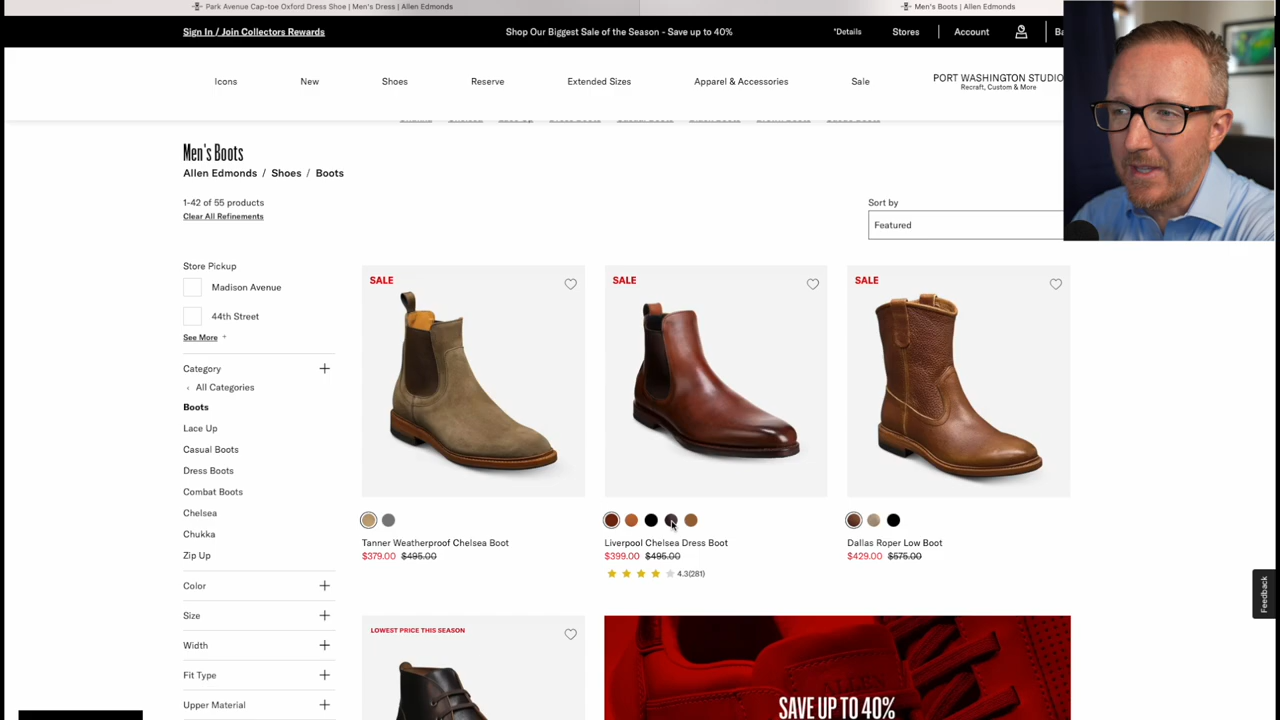 Park Avenue Cap-toe Oxford Dress Shoe | Men's Dress | Allen Edmonds
Men's Boots | Allen Edmonds
Sign In / Join Collectors Rewards
Shop Our Biggest Sale of the Season - Save up to 40%
*Details
Stores
Account
Ba
Icons
New
Shoes
Reserve
Extended Sizes
Apparel & Accessories
Sale
PORT WASHINGTON STUDIO
Recraft, Custom & More
Men's Boots
Allen Edmonds / Shoes / Boots
1-42 of 55 products
Clear All Refinements
Sort by
Featured
Store Pickup
Madison Avenue
44th Street
See More +
Category
‹ All Categories
Boots
Lace Up
Casual Boots
Dress Boots
Combat Boots
Chelsea
Chukka
Zip Up
Color
Size
Width
Fit Type
Upper Material
SALE
Tanner Weatherproof Chelsea Boot
$379.00 $495.00
SALE
Liverpool Chelsea Dress Boot
$399.00 $495.00
4.3(281)
SALE
Dallas Roper Low Boot
$429.00 $575.00
LOWEST PRICE THIS SEASON
SAVE UP TO 40%
Feedback